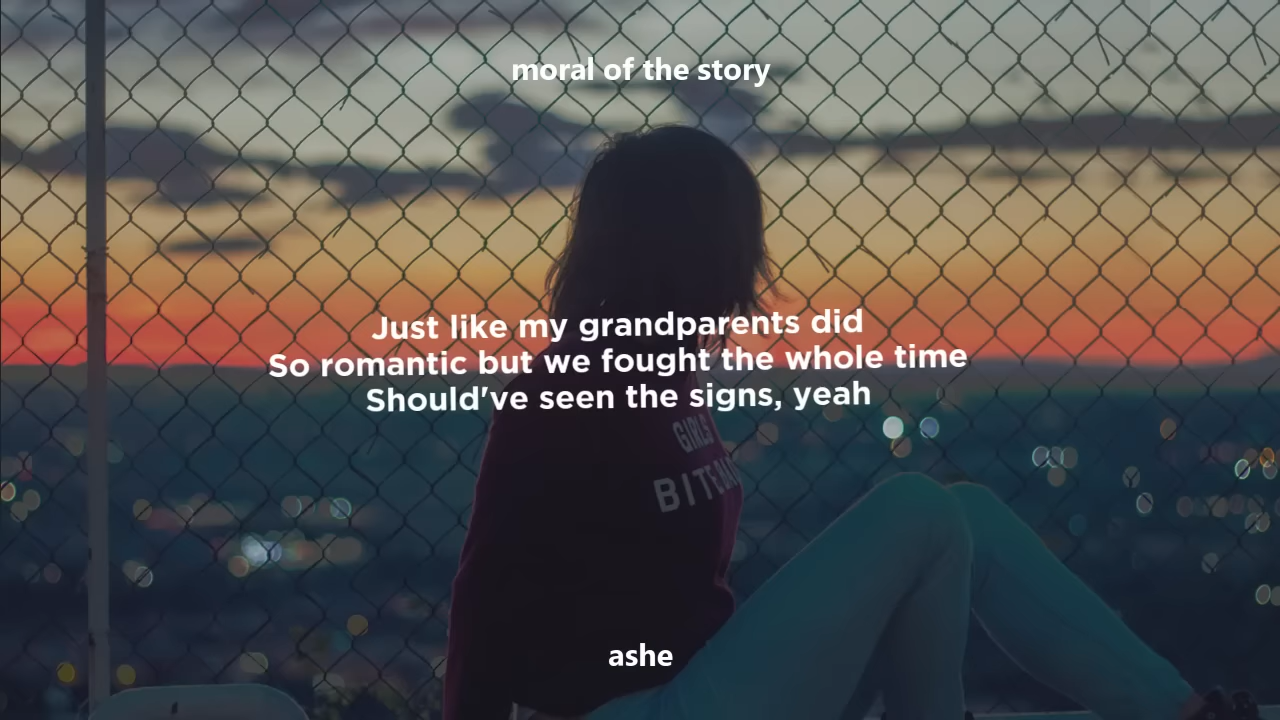 moral of the story
Just like my grandparents did
So romantic but we fought the whole time
Should've seen the signs, yeah
GIRLS
ashe